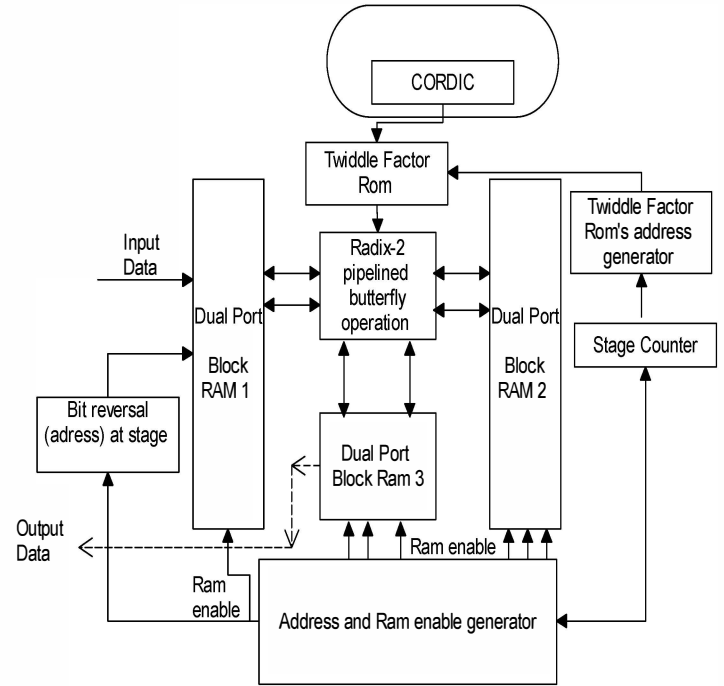 CORDIC
Twiddle Factor
Rom
Twiddle Factor
Rom's address
generator
Input
Data
Radix-2
pipelined
butterfly
operation
Dual Port
Block
RAM 1
Dual Port
Block
RAM 2
Stage Counter
Bit reversal
(adress) at stage
Dual Port
Block Ram 3
Output
Data
Ram enable
Ram
enable
Address and Ram enable generator